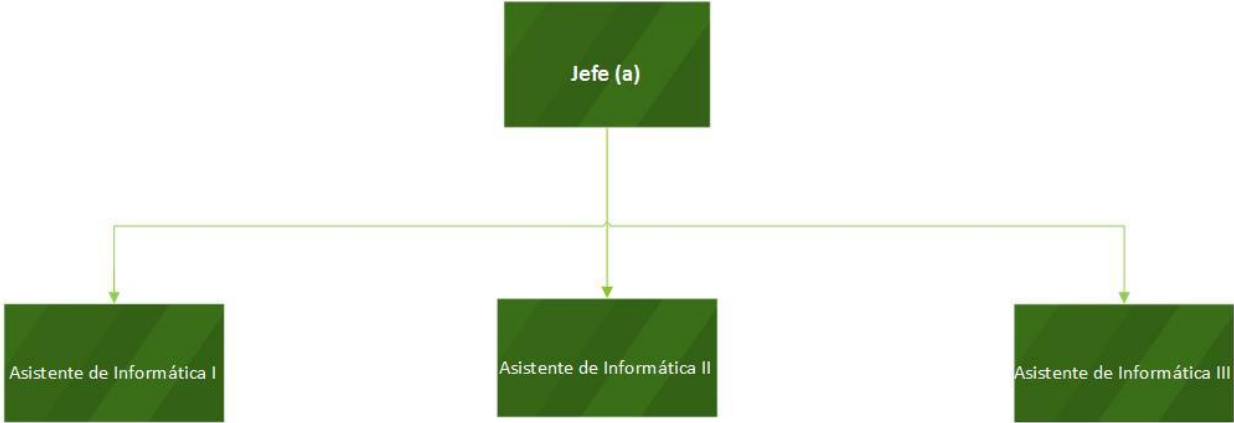 Jefe (a)
Asistente de Informática I
Asistente de Informática II
Asistente de Informática III